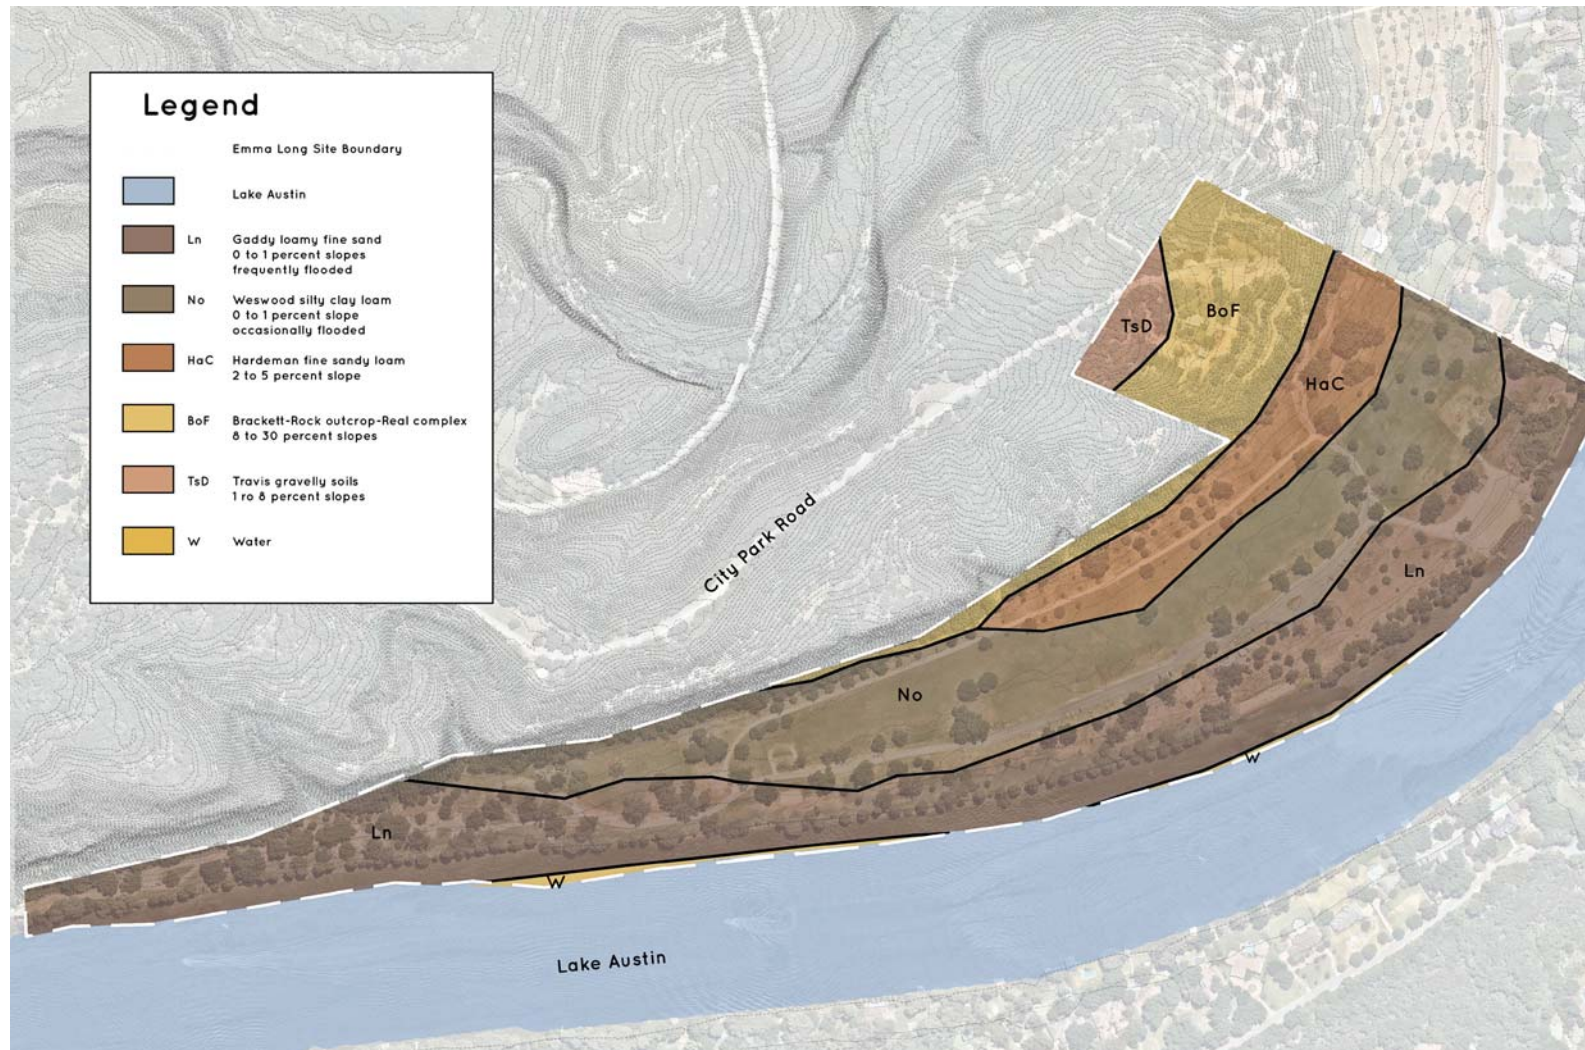 Legend
Emma Long Site Boundary
Lake Austin
Ln Gaddy loamy fine sand
0 to 1 percent slopes
frequently flooded
No Weswood silty clay loam
0 to 1 percent slope
occasionally flooded
HaC Hardeman fine sandy loam
2 to 5 percent slope
BoF Brackett-Rock outcrop-Real complex
8 to 30 percent slopes
TsD Travis gravelly soils
1 ro 8 percent slopes
W Water
TsD
BoF
HaC
City Park Road
Ln
No
W
Ln
W
Lake Austin